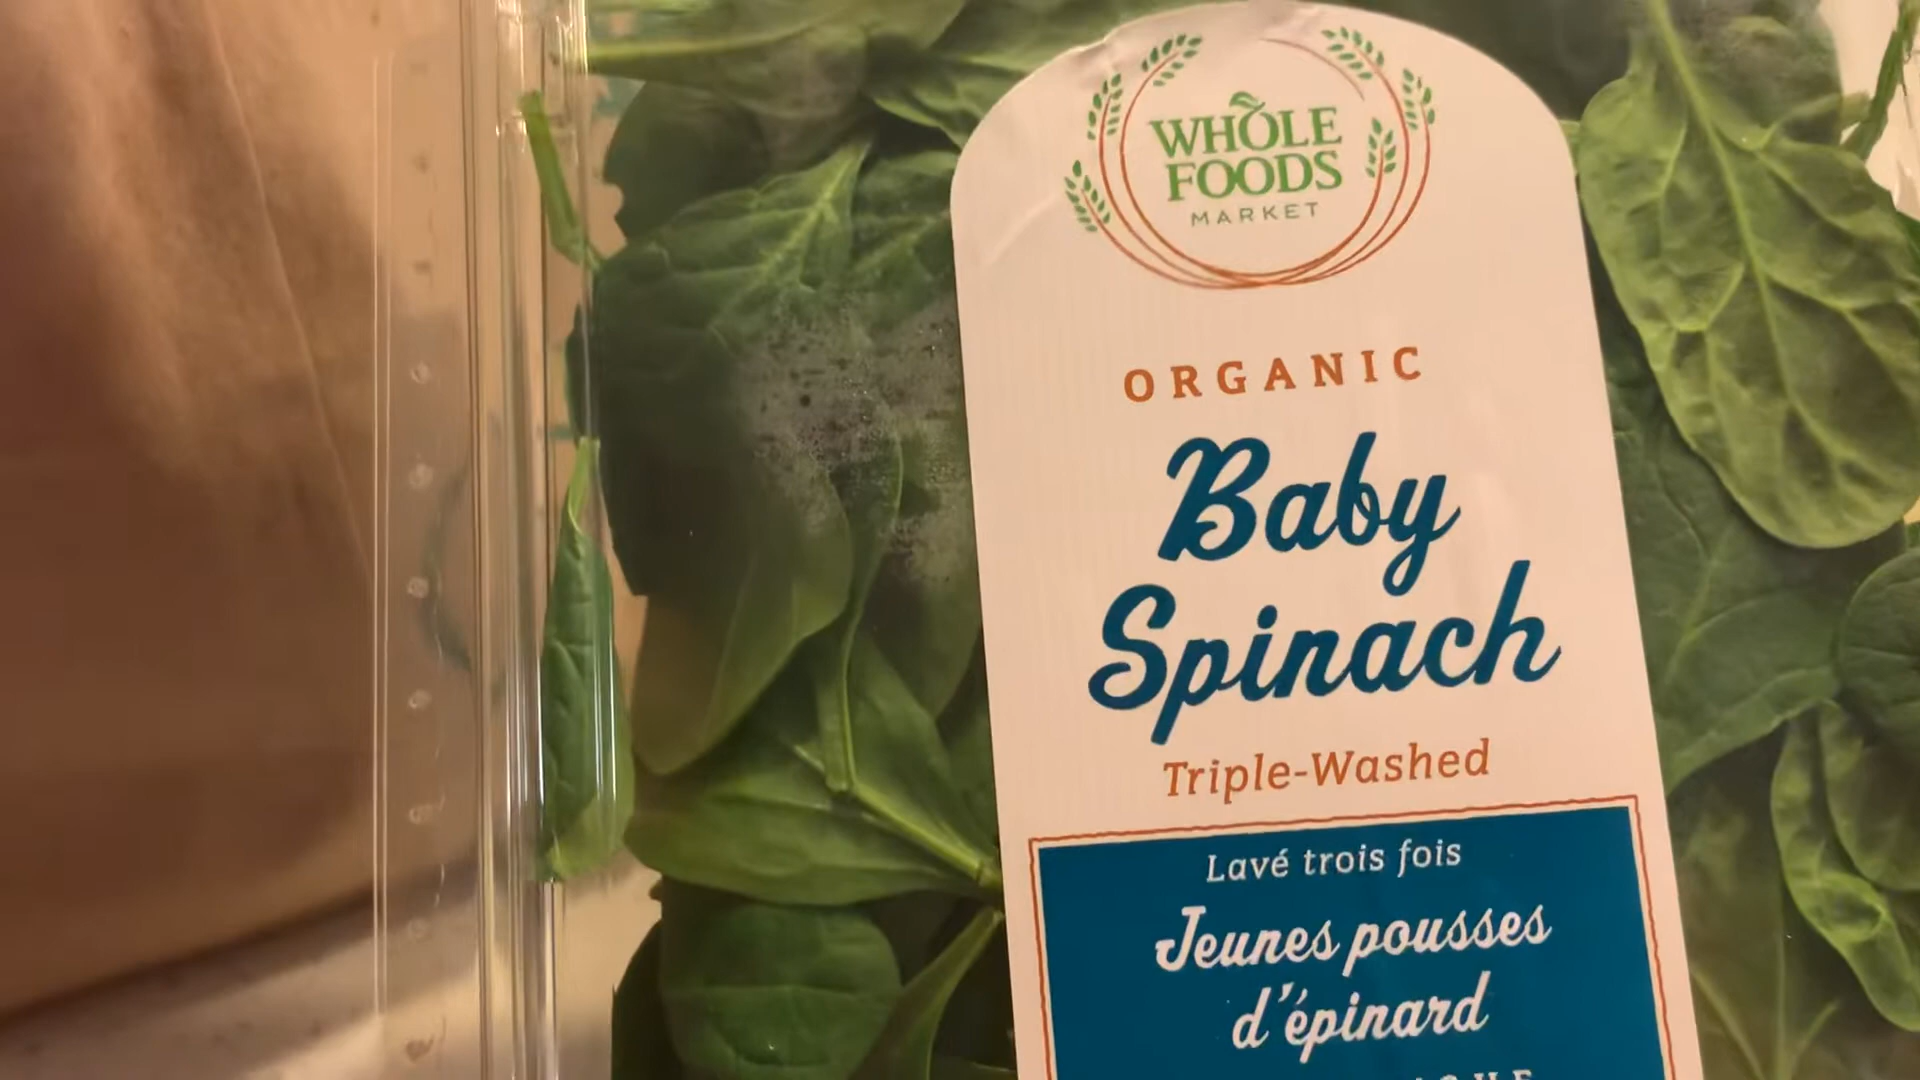 WHOLE
FOODS
MARKET
ORGANIC
Baby
Spinach
Triple-Washed
Lavé trois fois
Jeunes pousses
d'épinard